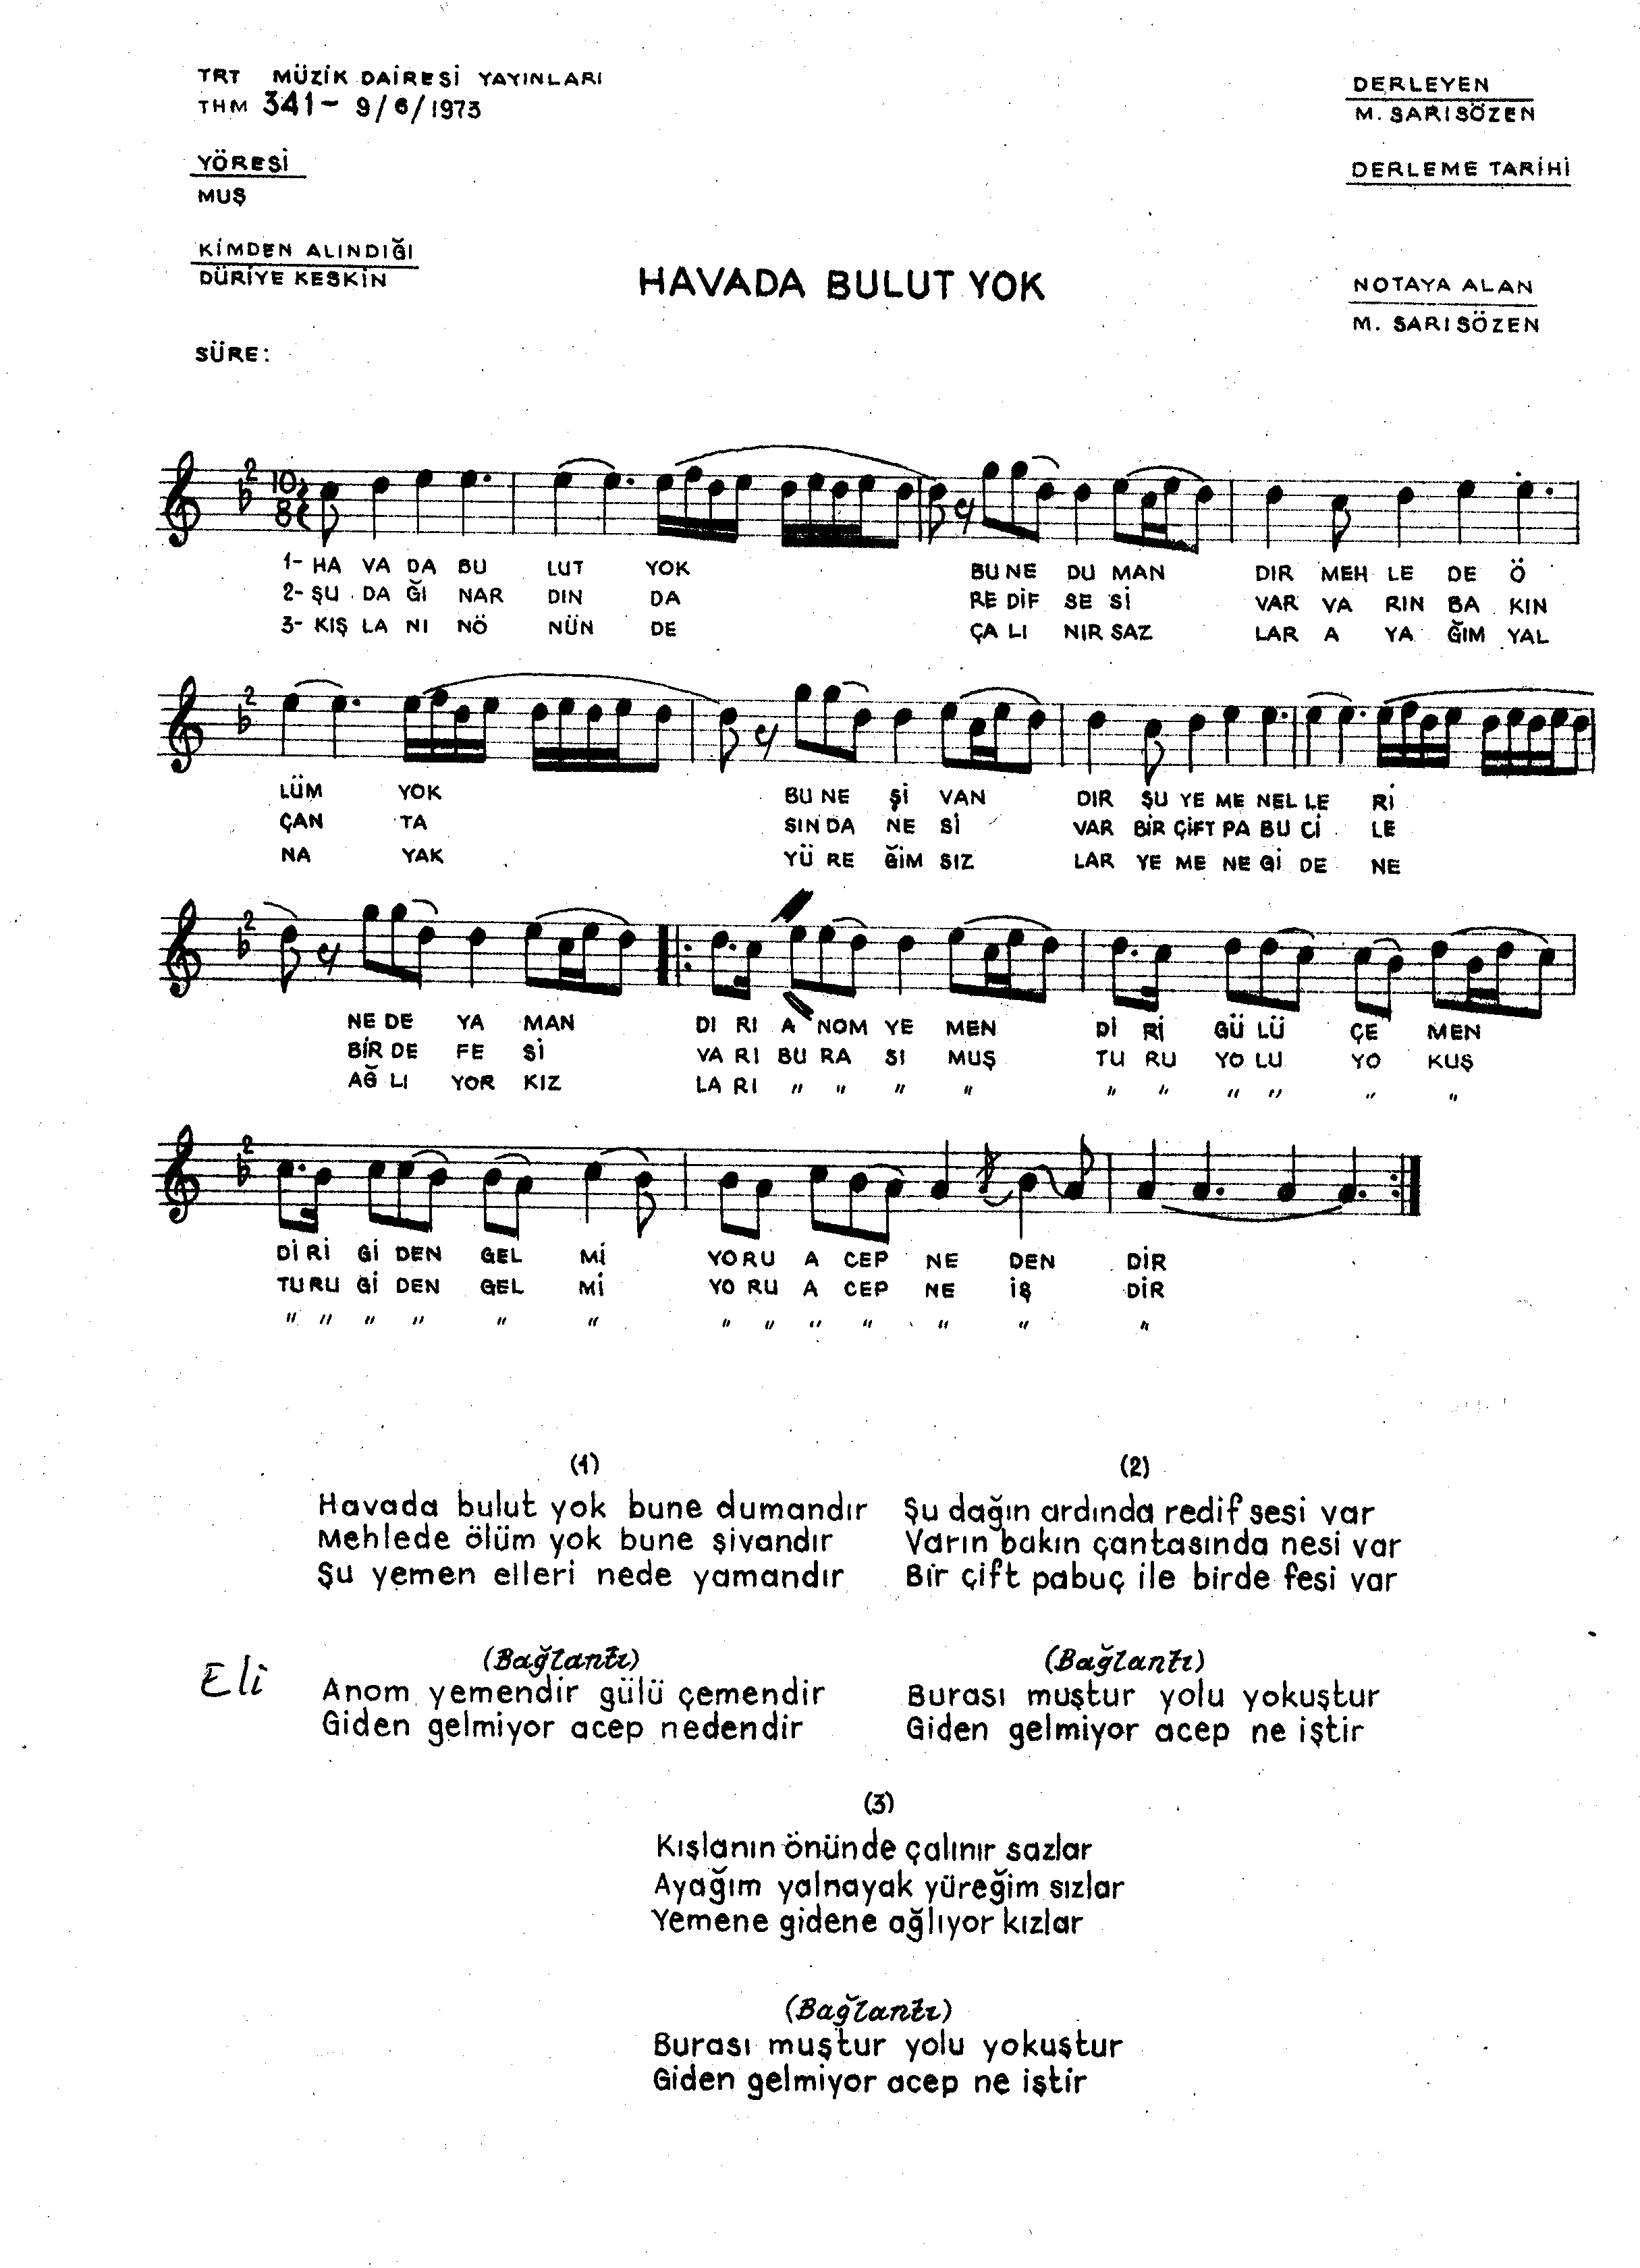 TRT MÜZİK DAİRESİ YAYINLARI
THM 341- 9/6/1973
YÖRESİ
MUŞ
KİMDEN ALINDIĞI
DÜRİYE KESKİN
SÜRE:
HAVADA BULUT YOK
DERLEYEN
M. SARISÖZEN
DERLEME TARİHİ
NOTAYA ALAN
M. SARISÖZEN
2 10 8
1- HA VA DA BU LUT YOK BU NE DU MAN DIR MEH LE DE Ö
2- ŞU DA ĞI NAR DIN DA RE DİF SE Sİ VAR VA RIN BA KIN
3- KIŞ LA NI NÖ NÜN DE ÇA LI NIR SAZ LAR A YA ĞIM YAL
2
LÜM YOK BU NE Şİ VAN DIR ŞU YE ME NEL LE Rİ
ÇAN TA SIN DA NE Sİ VAR BİR ÇİFT PA BU Cİ LE
NA YAK YÜ RE ĞİM SIZ LAR YE ME NE Gİ DE NE
2
NE DE YA MAN DI RI A NOM YE MEN Dİ Rİ GÜ LÜ ÇE MEN
BİR DE FE Sİ VA RI BU RA SI MUŞ TU RU YO LU YO KUŞ
AĞ LI YOR KIZ LA RI " " " " " " " " " "
2
Dİ Rİ Gİ DEN GEL Mİ YO RU A CEP NE DEN DİR
TU RU Gİ DEN GEL Mİ YO RU A CEP NE İŞ DİR
" " " " " " " " " " " " "
(1)
Havada bulut yok bune dumandır
Mehlede ölüm yok bune şivandır
Şu yemen elleri nede yamandır
(Bağlantı)
Eli
Anom yemendir gülü çemendir
Giden gelmiyor acep nedendir
(2)
Şu dağın ardında redif sesi var
Varın bakın çantasında nesi var
Bir çift pabuç ile birde fesi var
(Bağlantı)
Burası muştur yolu yokuştur
Giden gelmiyor acep ne iştir
(3)
Kışlanın önünde çalınır sazlar
Ayağım yalnayak yüreğim sızlar
Yemene gidene ağlıyor kızlar
(Bağlantı)
Burası muştur yolu yokuştur
Giden gelmiyor acep ne iştir